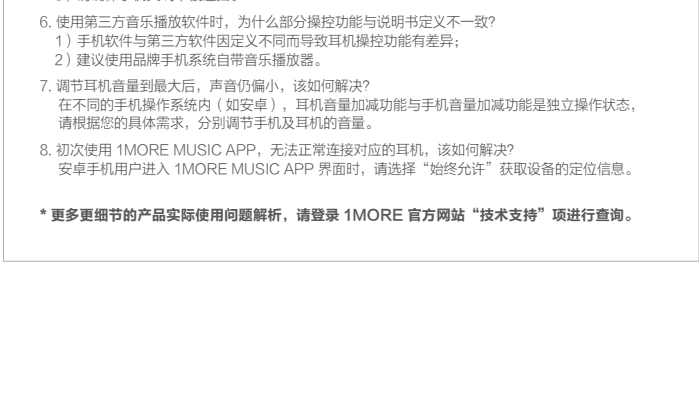 6. 使用第三方音乐播放软件时，为什么部分操控功能与说明书定义不一致?
1）手机软件与第三方软件因定义不同而导致耳机操控功能有差异；
2）建议使用品牌手机系统自带音乐播放器。
7. 调节耳机音量到最大后，声音仍偏小，该如何解决?
在不同的手机操作系统内（如安卓），耳机音量加减功能与手机音量加减功能是独立操作状态，
请根据您的具体需求，分别调节手机及耳机的音量。
8. 初次使用 1MORE MUSIC APP，无法正常连接对应的耳机，该如何解决?
安卓手机用户进入 1MORE MUSIC APP 界面时，请选择“始终允许”获取设备的定位信息。
* 更多更细节的产品实际使用问题解析，请登录 1MORE 官方网站“技术支持”项进行查询。